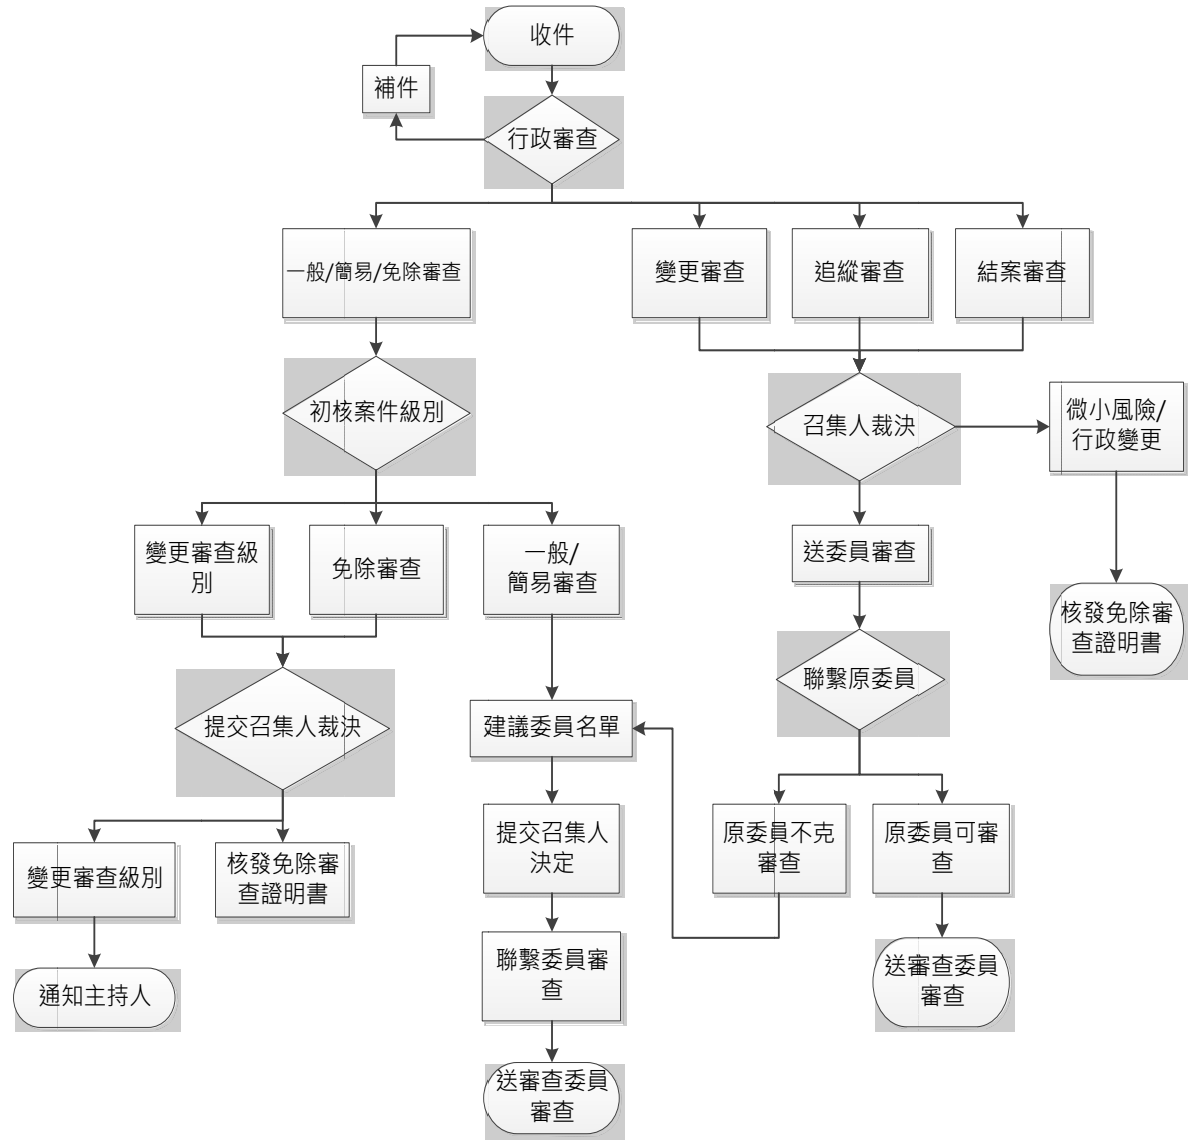 收件
補件
行政審查
一般/簡易/免除審查
變更審查
追縱審查
結案審查
初核案件級別
召集人裁決
微小風險/
行政變更
變更審查級
別
免除審查
一般/
簡易審查
送委員審查
核發免除審
查證明書
提交召集人裁決
建議委員名單
聯繫原委員
變更審查級別
核發免除審
查證明書
提交召集人
決定
原委員不克
審查
原委員可審
查
通知主持人
聯繫委員審
查
送審查委員
審查
送審查委員
審查